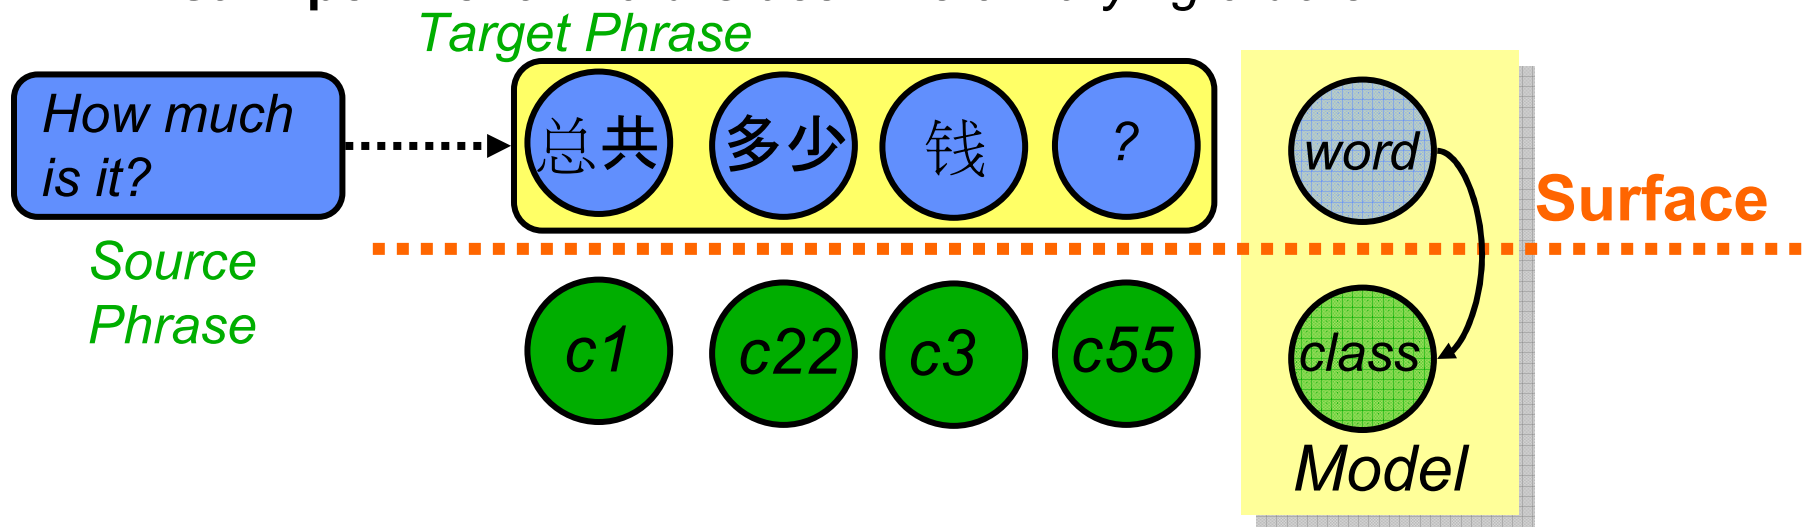 Target Phrase
How much
is it?
总共 多少 钱 ?
word
Surface
Source
Phrase
c1 c22 c3 c55
class
Model